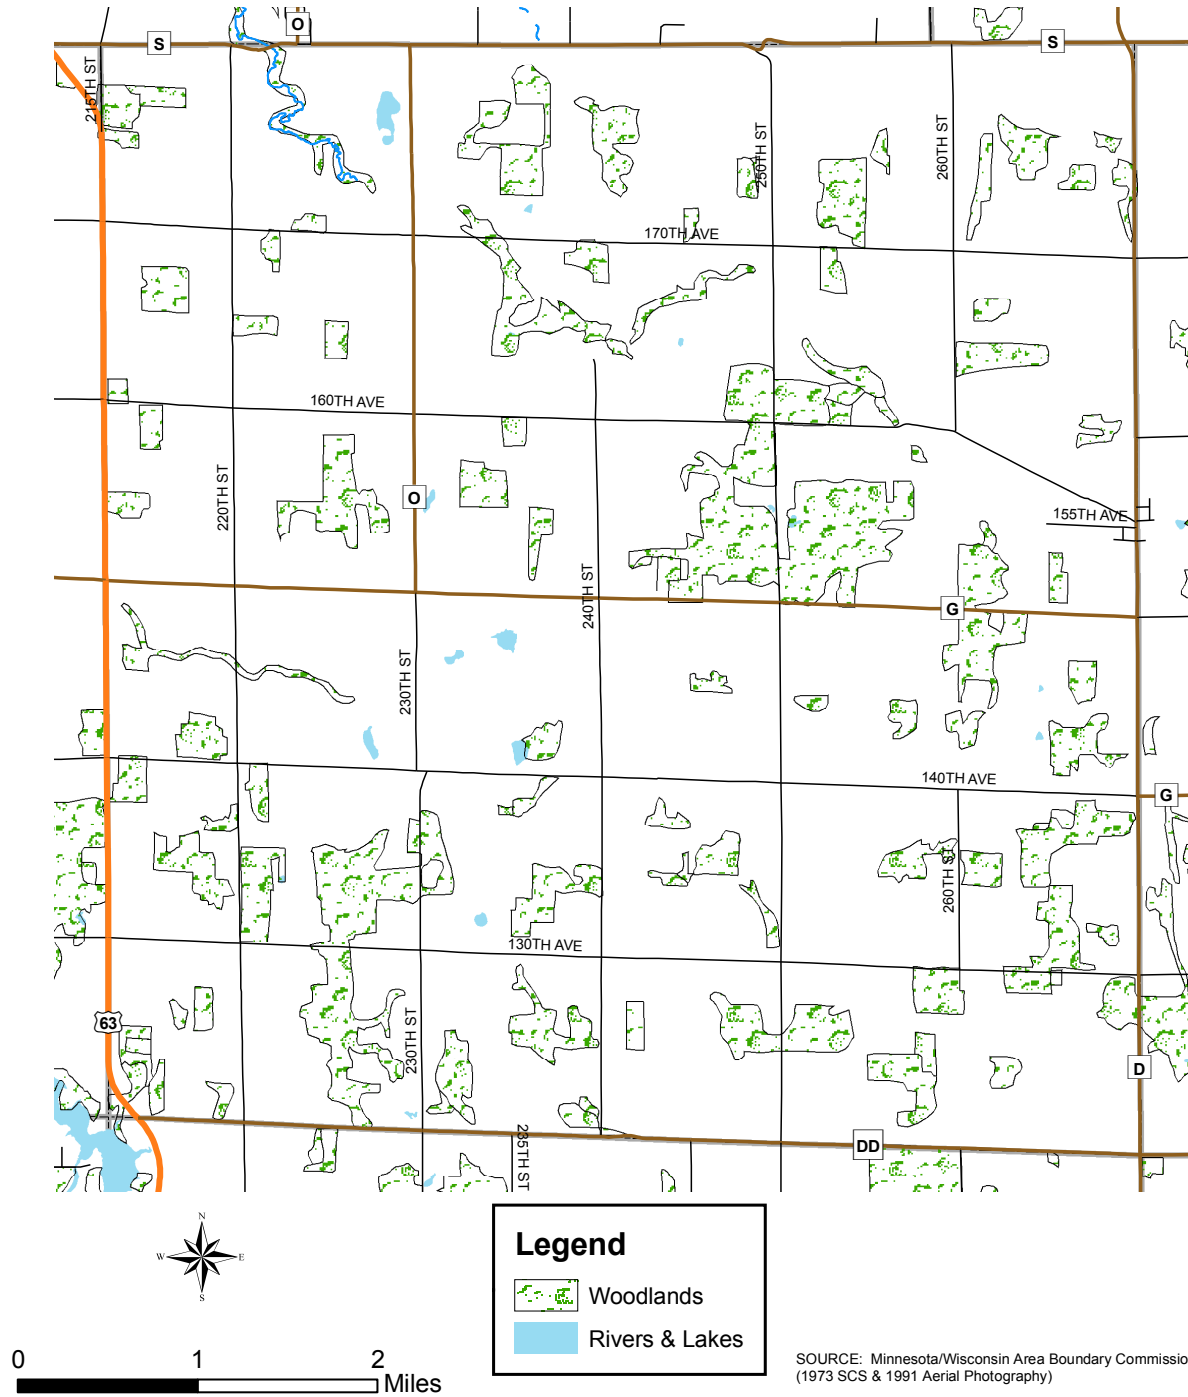 O
S
S
215TH ST
250TH ST
260TH ST
170TH AVE
160TH AVE
220TH ST
O
155TH AVE
240TH ST
G
230TH ST
140TH AVE
G
260TH ST
130TH AVE
63
230TH ST
D
235TH ST
DD
N
W E
S
Legend
Woodlands
Rivers & Lakes
0 1 2
Miles
SOURCE: Minnesota/Wisconsin Area Boundary Commissio
(1973 SCS & 1991 Aerial Photography)